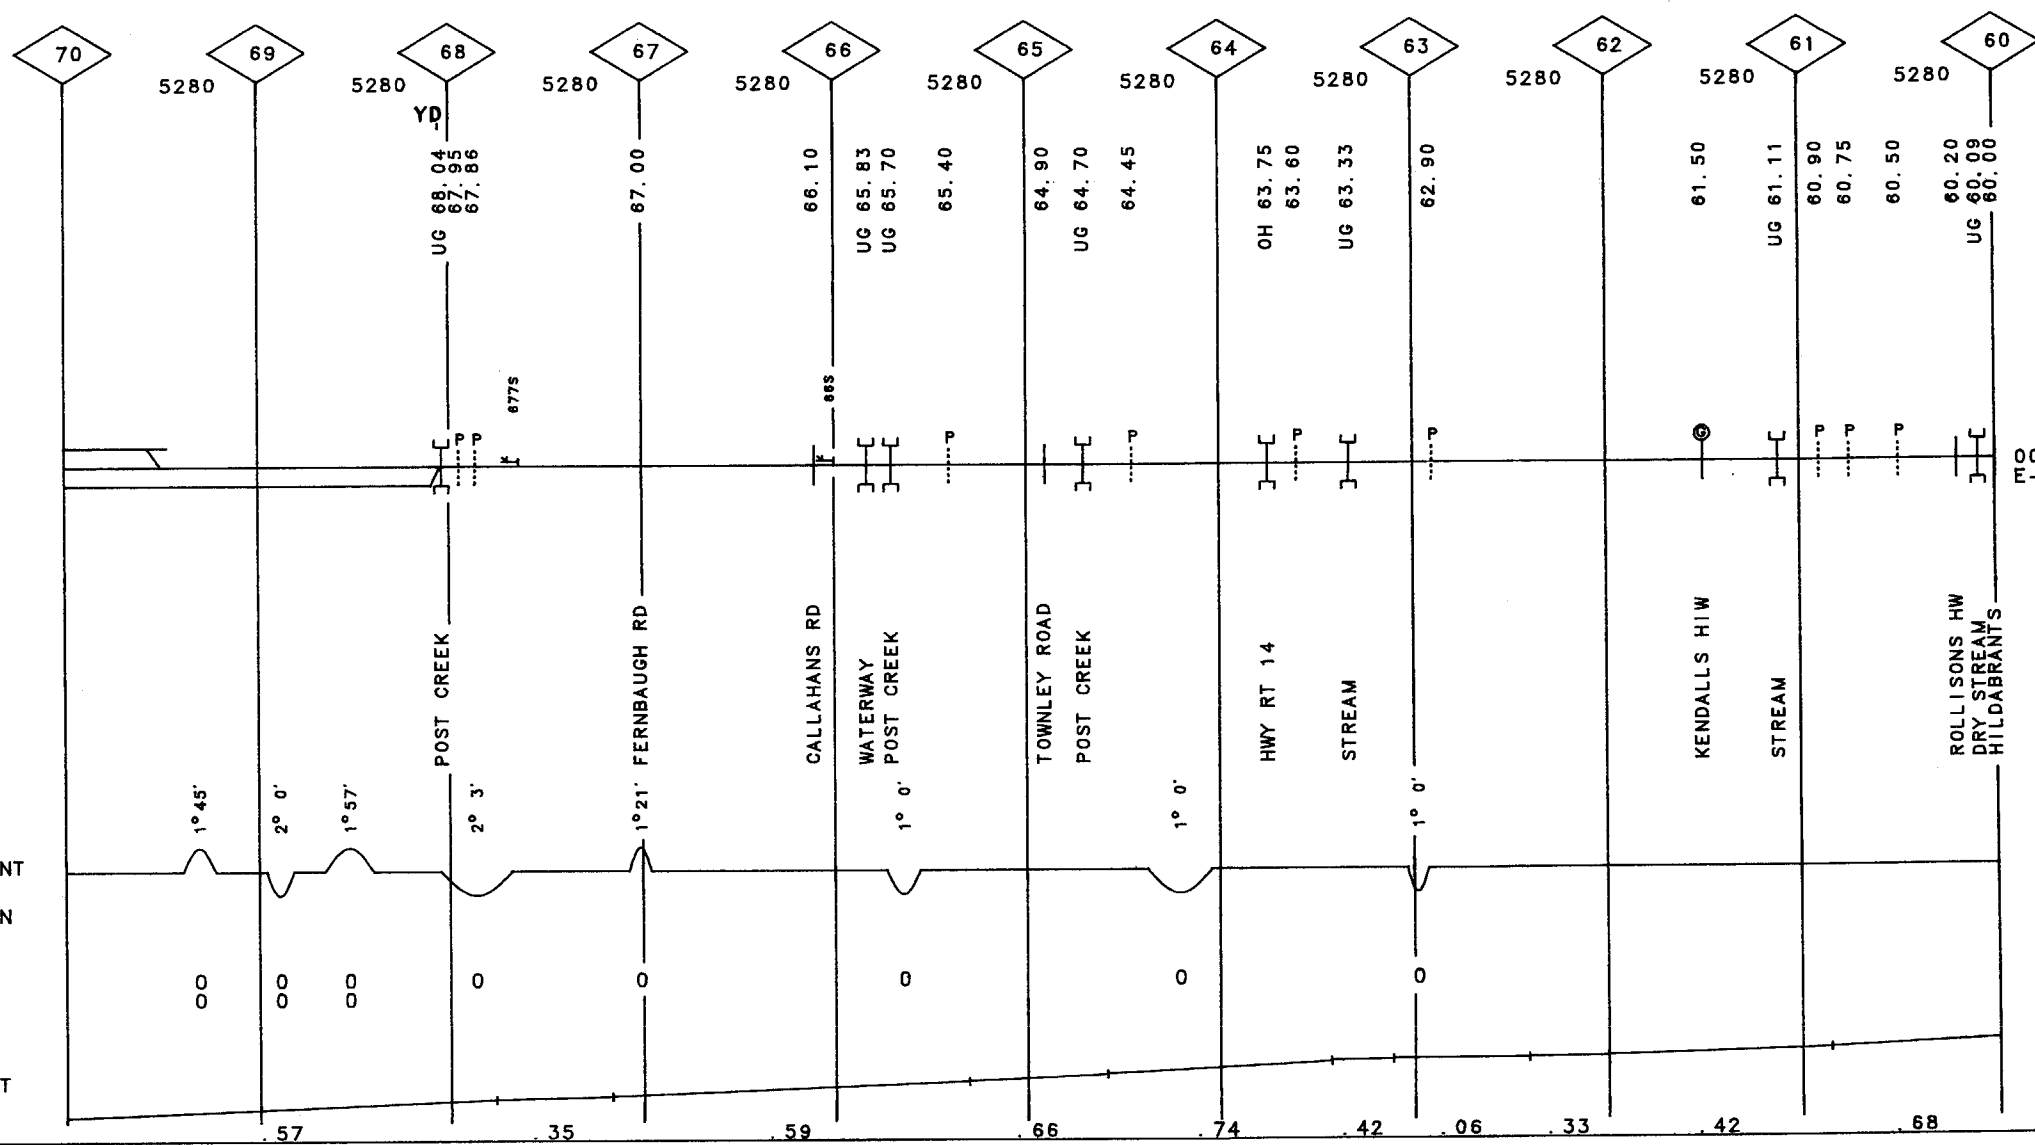 70 69 68 67 66 65 64 63 62 61 60
5280 5280 5280 5280 5280 5280 5280 5280 5280 5280
YD
UG 68.04
67.95
67.86
67.00
66.10
UG 65.83
UG 65.70
65.40
64.90
UG 64.70
64.45
OH 63.75
63.60
UG 63.33
62.90
61.50
UG 61.11
60.90
60.75
60.50
60.20
UG 60.09
60.00
677S
66S
P P P P P P G P P P
E-
POST CREEK
FERNBAUGH RD
CALLAHANS RD
WATERWAY
POST CREEK
TOWNLEY ROAD
POST CREEK
HWY RT 14
STREAM
KENDALLS HIW
STREAM
ROLLISONS HW
DRY STREAM
HILDABRANTS
1° 45' 2° 0' 1° 57' 2° 3' 1° 21' 1° 0' 1° 0' 1° 0'
NT
N
0 0 0 0 0 0 0 0
0 0 0
T
.57 .35 .59 .66 .74 .42 .06 .33 .42 .68